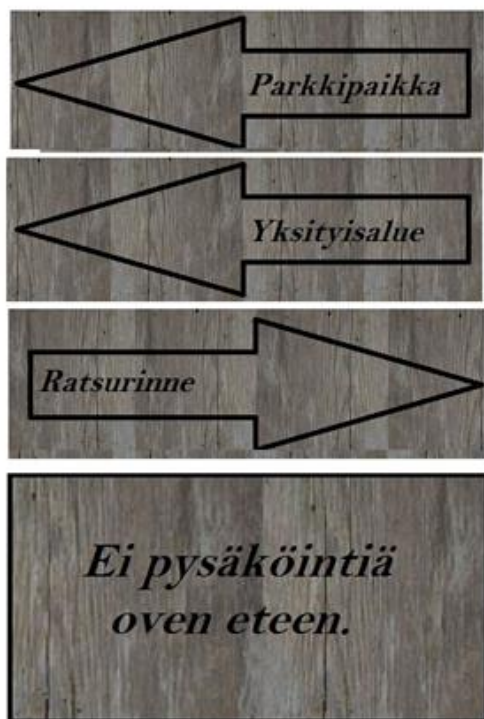 Parkkipaikka
Yksityisalue
Ratsurinne
Ei pysäköintiä
oven eteen.